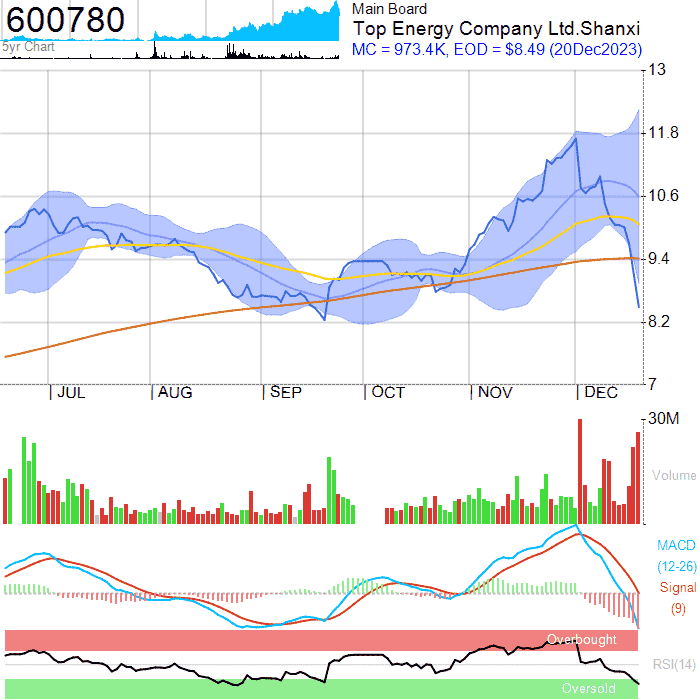 600780
5yr Chart
Main Board
Top Energy Company Ltd.Shanxi
MC = 973.4K, EOD = $8.49 (20Dec2023)
13
11.8
10.6
9.4
8.2
7
JUL AUG SEP OCT NOV DEC
30M
Volume
MACD
(12-26)
Signal
(9)
Overbought
RSI(14)
Oversold